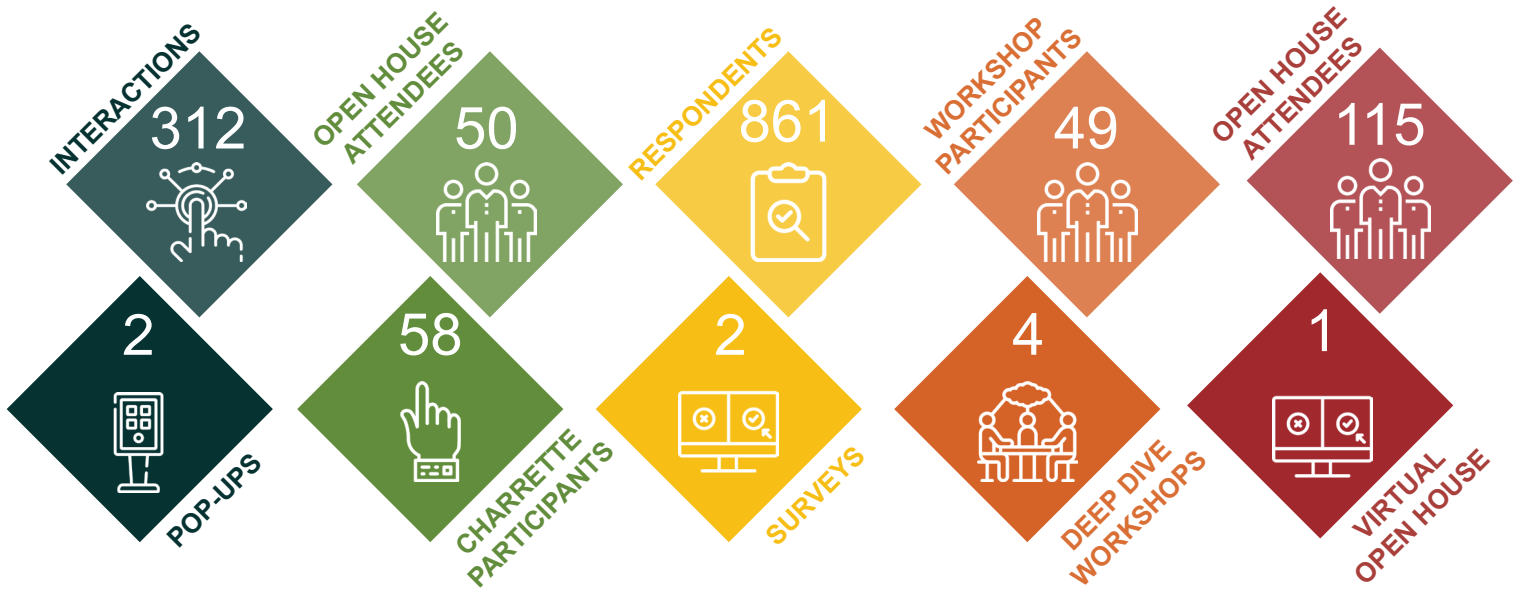 INTERACTIONS
312
2
POP-UPS
OPEN HOUSE
ATTENDEES
50
58
CHARRETTE
PARTICIPANTS
RESPONDENTS
861
2
SURVEYS
WORKSHOP
PARTICIPANTS
49
4
DEEP DIVE
WORKSHOPS
OPEN HOUSE
ATTENDEES
115
1
VIRTUAL
OPEN HOUSE